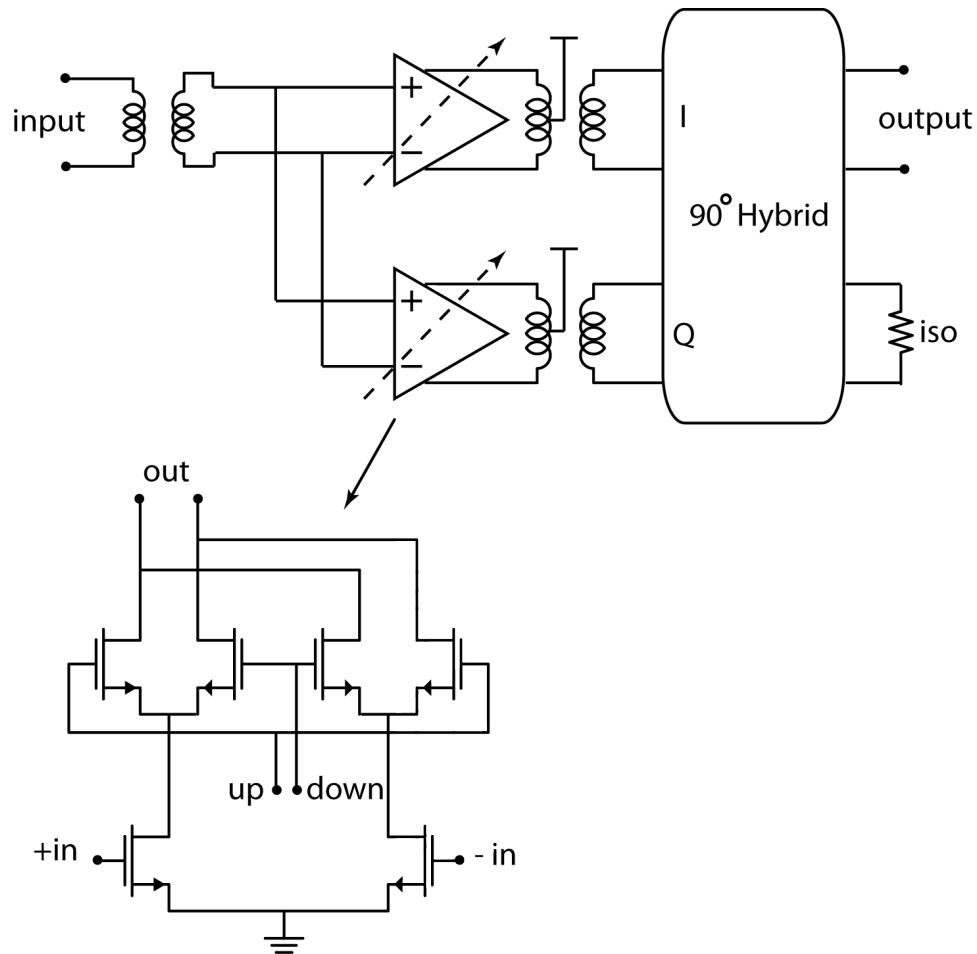 input
+
−
I
output
90° Hybrid
+
−
Q
iso
out
up
down
+in
- in